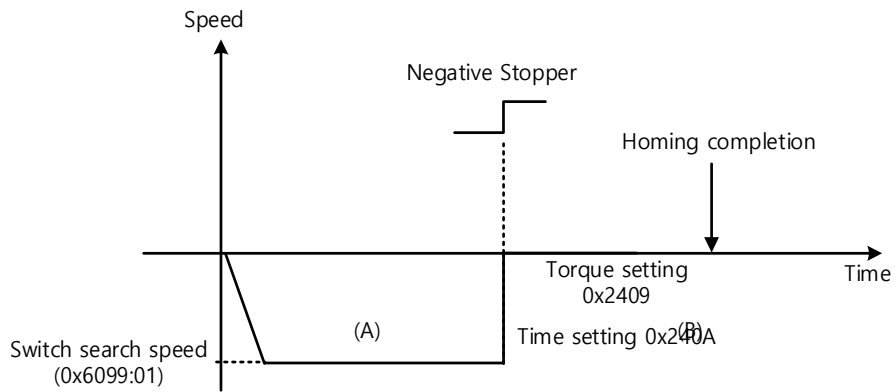 Speed
Negative Stopper
Homing completion
Time
Torque setting
0x2409
(A)
Time setting 0x240A
(B)
Switch search speed
(0x6099:01)